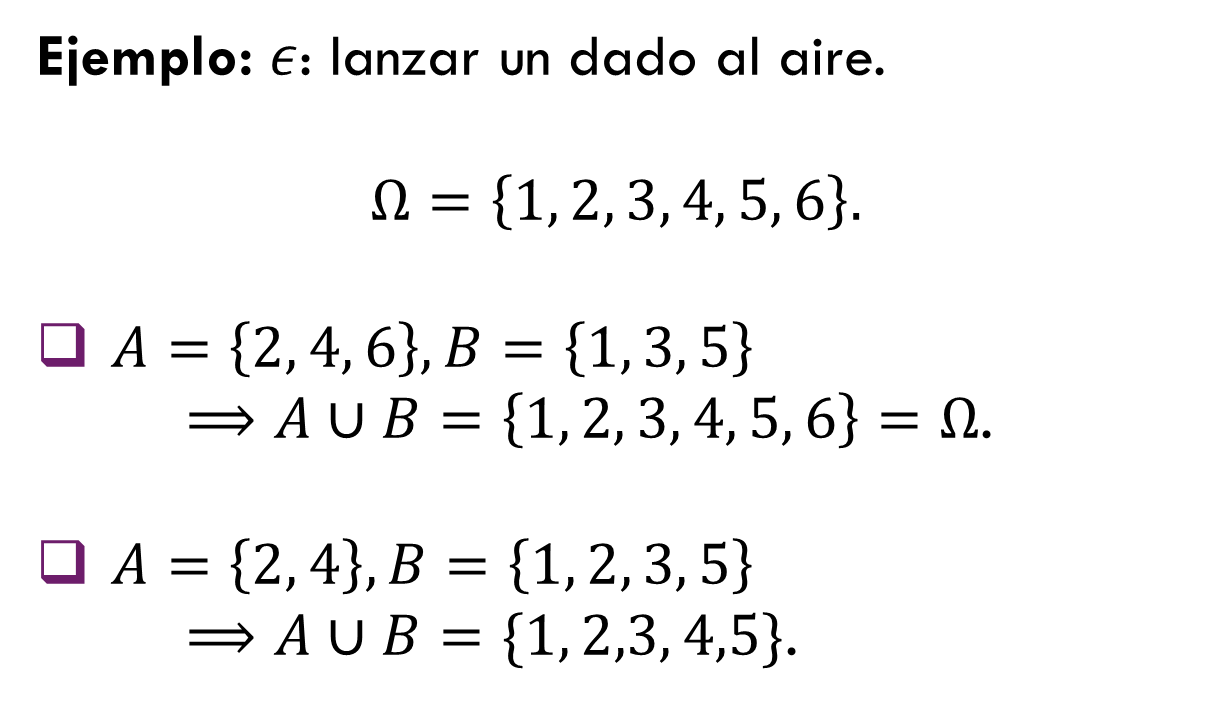 Ejemplo: ϵ: lanzar un dado al aire.
Ω = {1, 2, 3, 4, 5, 6}.
❑ A = {2, 4, 6}, B = {1, 3, 5}
⟹ A ∪ B = {1, 2, 3, 4, 5, 6} = Ω.
❑ A = {2, 4}, B = {1, 2, 3, 5}
⟹ A ∪ B = {1, 2,3, 4,5}.